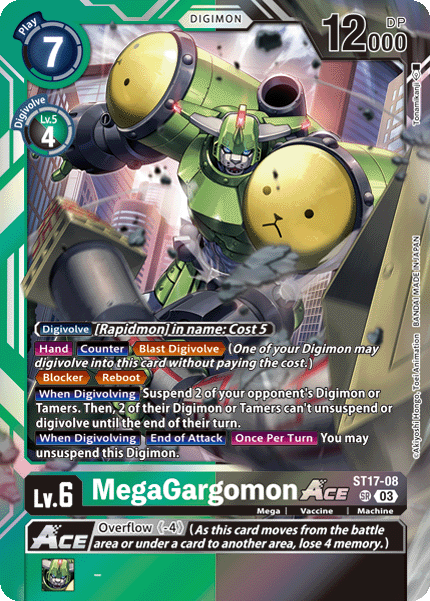 DIGIMON
Play
7
DP
12000
Digivolve
Lv.5
4
Tonamikanji
Digivolve [Rapidmon] in name: Cost 5
Hand Counter Blast Digivolve (One of your Digimon may
digivolve into this card without paying the cost.)
Blocker Reboot
When Digivolving Suspend 2 of your opponent's Digimon or
Tamers. Then, 2 of their Digimon or Tamers can't unsuspend or
digivolve until the end of their turn.
When Digivolving End of Attack Once Per Turn You may
unsuspend this Digimon.
©Akiyoshi Hongo, Toei Animation BANDAI MADE IN JAPAN
Lv.6
MegaGargomon ACE
ST17-08
SR 03
Mega Vaccine Machine
ACE Overflow《-4》(As this card moves from the battle
area or under a card to another area, lose 4 memory.)
-